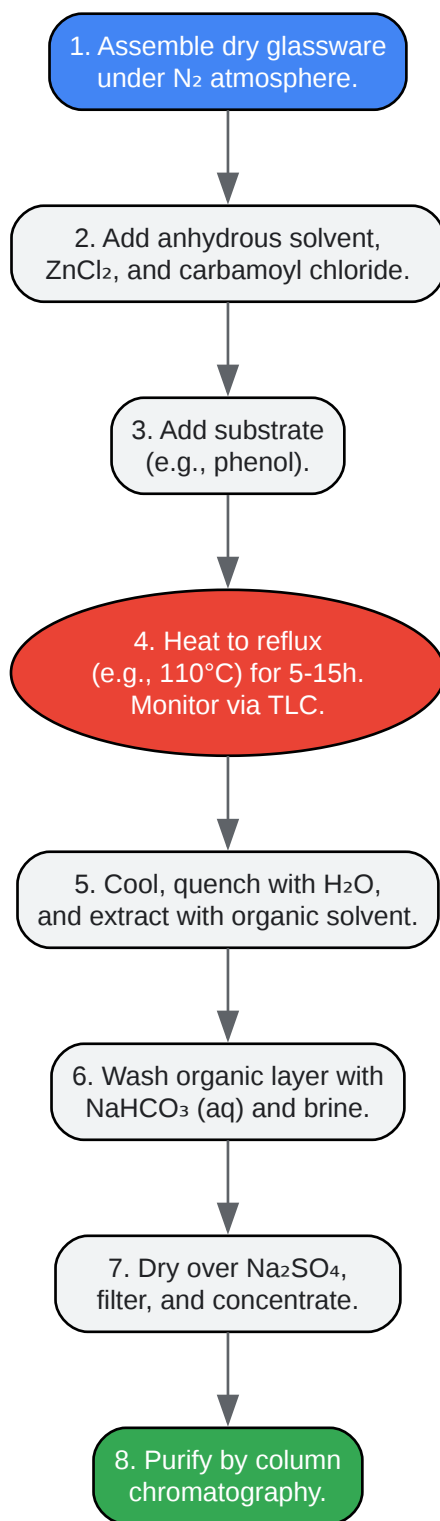 1. Assemble dry glassware
under N₂ atmosphere.
2. Add anhydrous solvent,
ZnCl₂, and carbamoyl chloride.
3. Add substrate
(e.g., phenol).
4. Heat to reflux
(e.g., 110°C) for 5-15h.
Monitor via TLC.
5. Cool, quench with H₂O,
and extract with organic solvent.
6. Wash organic layer with
NaHCO₃ (aq) and brine.
7. Dry over Na₂SO₄,
filter, and concentrate.
8. Purify by column
chromatography.